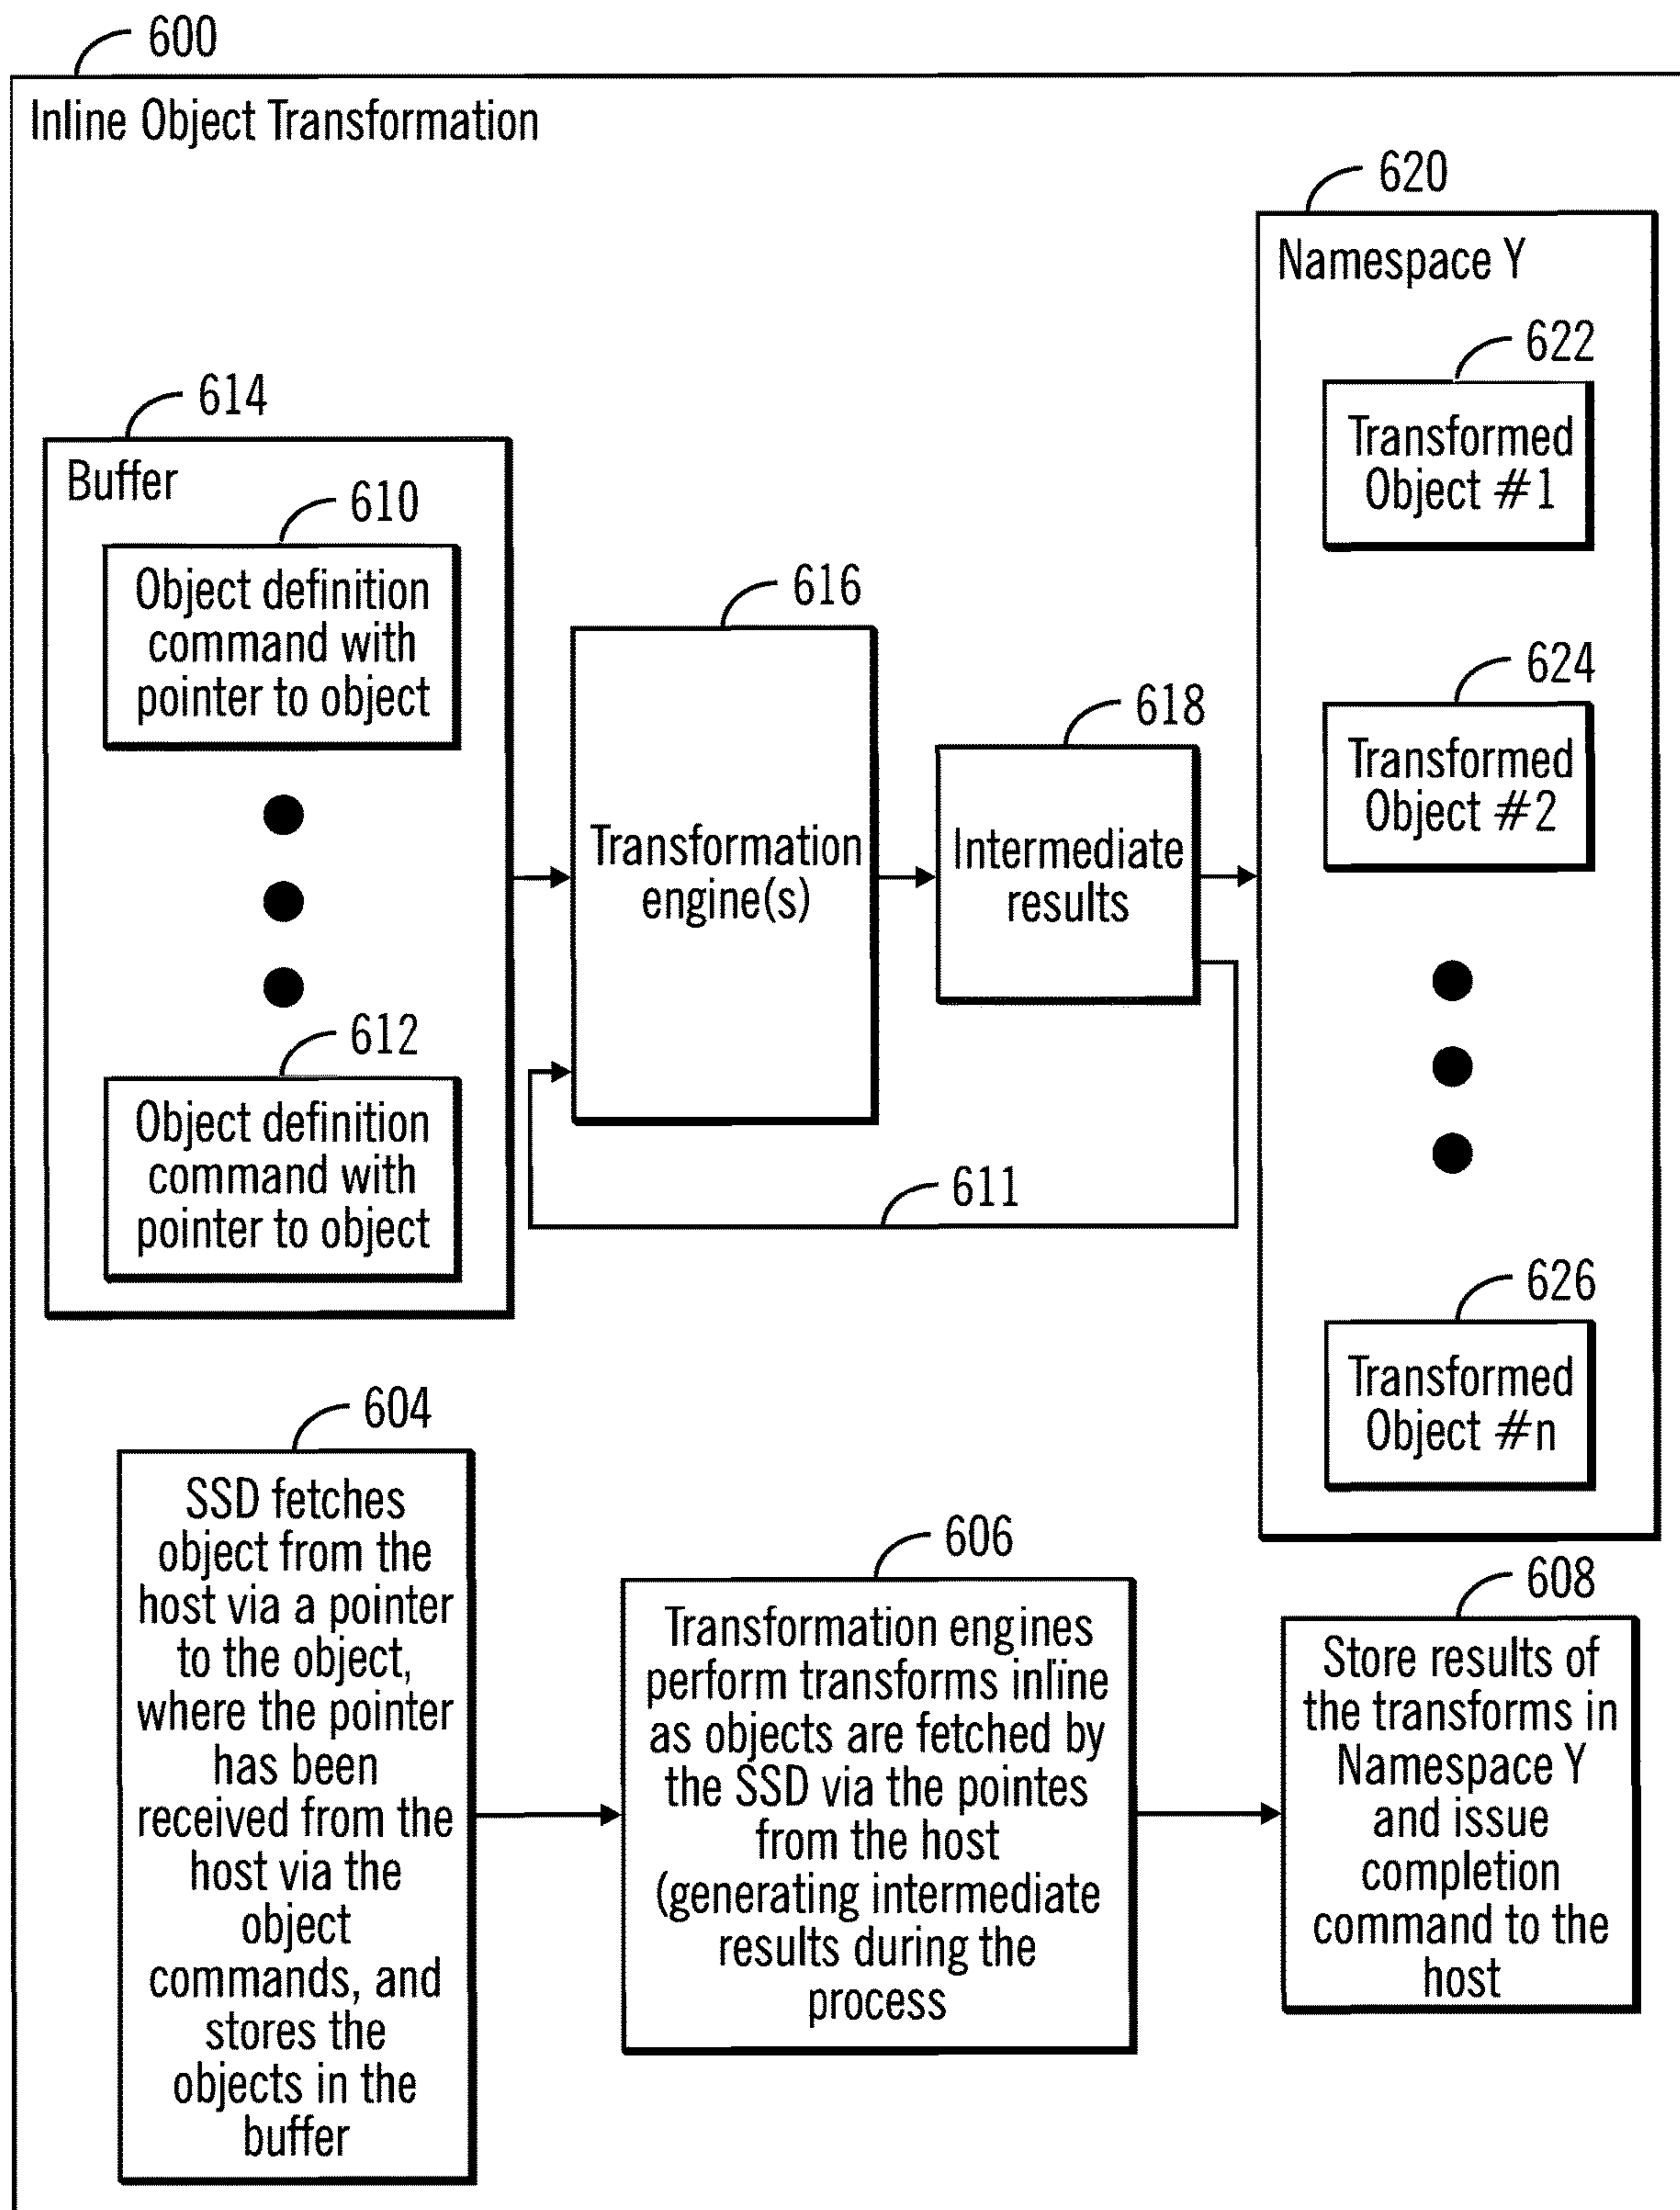 600
Inline Object Transformation
620
Namespace Y
622
Transformed
Object #1
614
Buffer
610
Object definition
command with
pointer to object
616
Transformation
engine(s)
618
Intermediate
results
624
Transformed
Object #2
612
Object definition
command with
pointer to object
611
626
Transformed
Object #n
604
SSD fetches
object from the
host via a pointer
to the object,
where the pointer
has been
received from the
host via the
object
commands, and
stores the
objects in the
buffer
606
Transformation engines
perform transforms inline
as objects are fetched by
the SSD via the pointes
from the host
(generating intermediate
results during the
process
608
Store results of
the transforms in
Namespace Y
and issue
completion
command to the
host